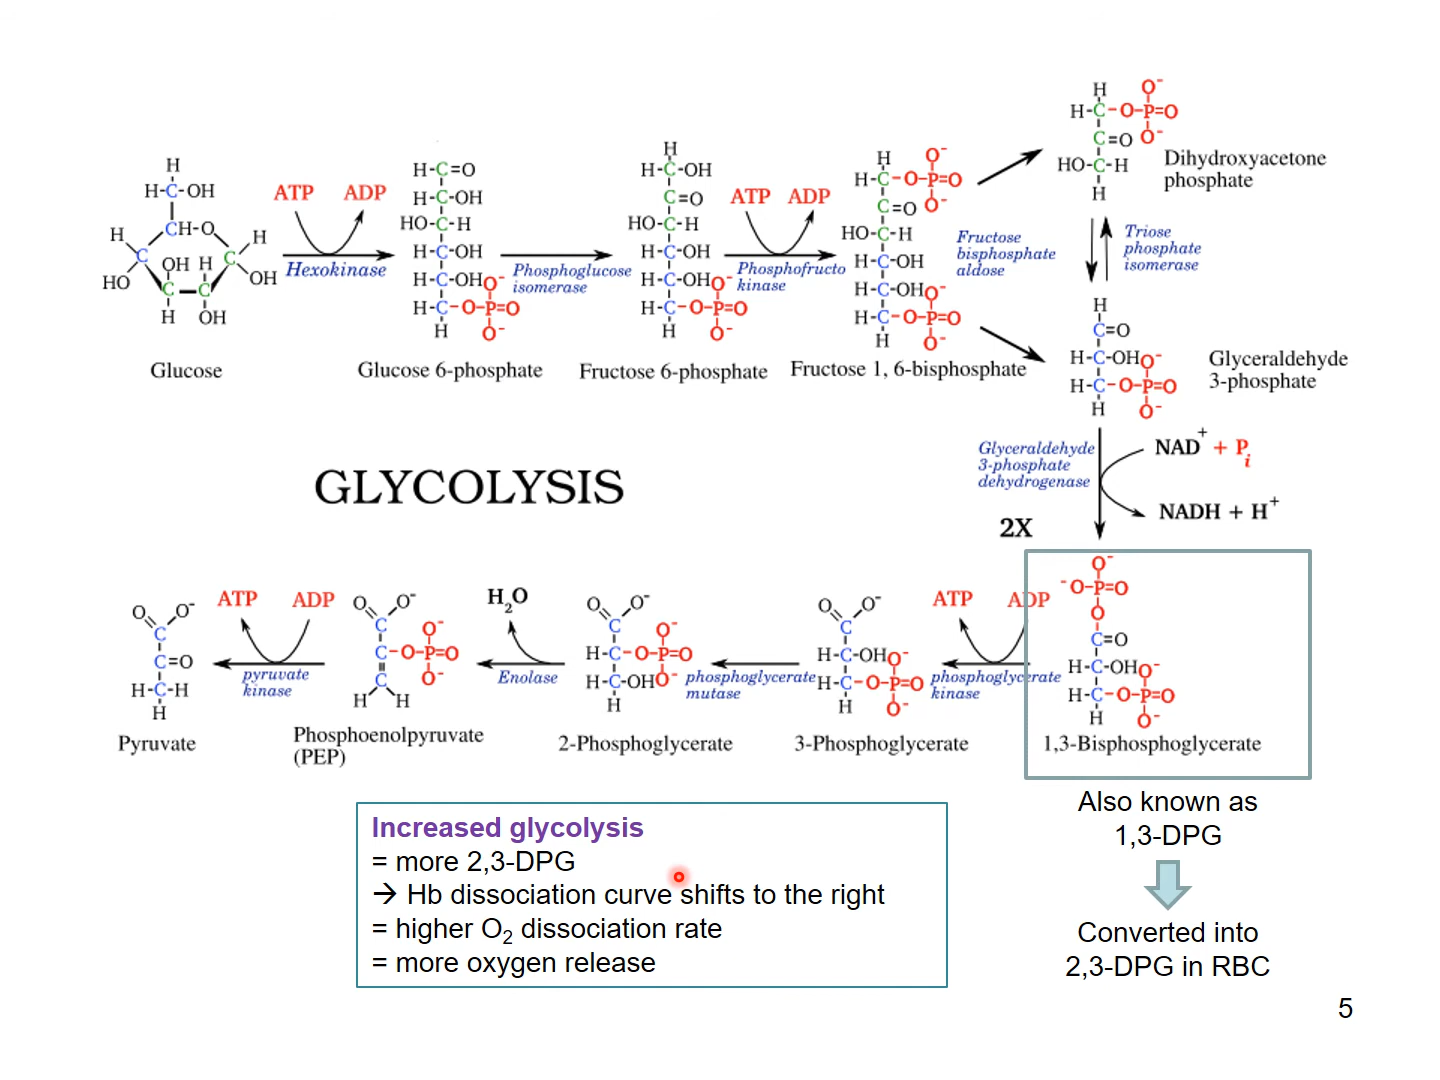 ATP ADP
Hexokinase
Glucose
Phosphoglucose
isomerase
Glucose 6-phosphate
ATP ADP
Phosphofructo
kinase
Fructose 6-phosphate
Fructose
bisphosphate
aldose
Fructose 1, 6-bisphosphate
Dihydroxyacetone
phosphate
Triose
phosphate
isomerase
Glyceraldehyde
3-phosphate
GLYCOLYSIS
Glyceraldehyde
3-phosphate
dehydrogenase
NAD+ + Pi
NADH + H+
2X
1,3-Bisphosphoglycerate
ATP ADP
phosphoglycerate
kinase
3-Phosphoglycerate
phosphoglycerate
mutase
2-Phosphoglycerate
H2O
Enolase
Phosphoenolpyruvate
(PEP)
ATP ADP
pyruvate
kinase
Pyruvate
Increased glycolysis
= more 2,3-DPG
→ Hb dissociation curve shifts to the right
= higher O2 dissociation rate
= more oxygen release
Also known as
1,3-DPG
Converted into
2,3-DPG in RBC
5